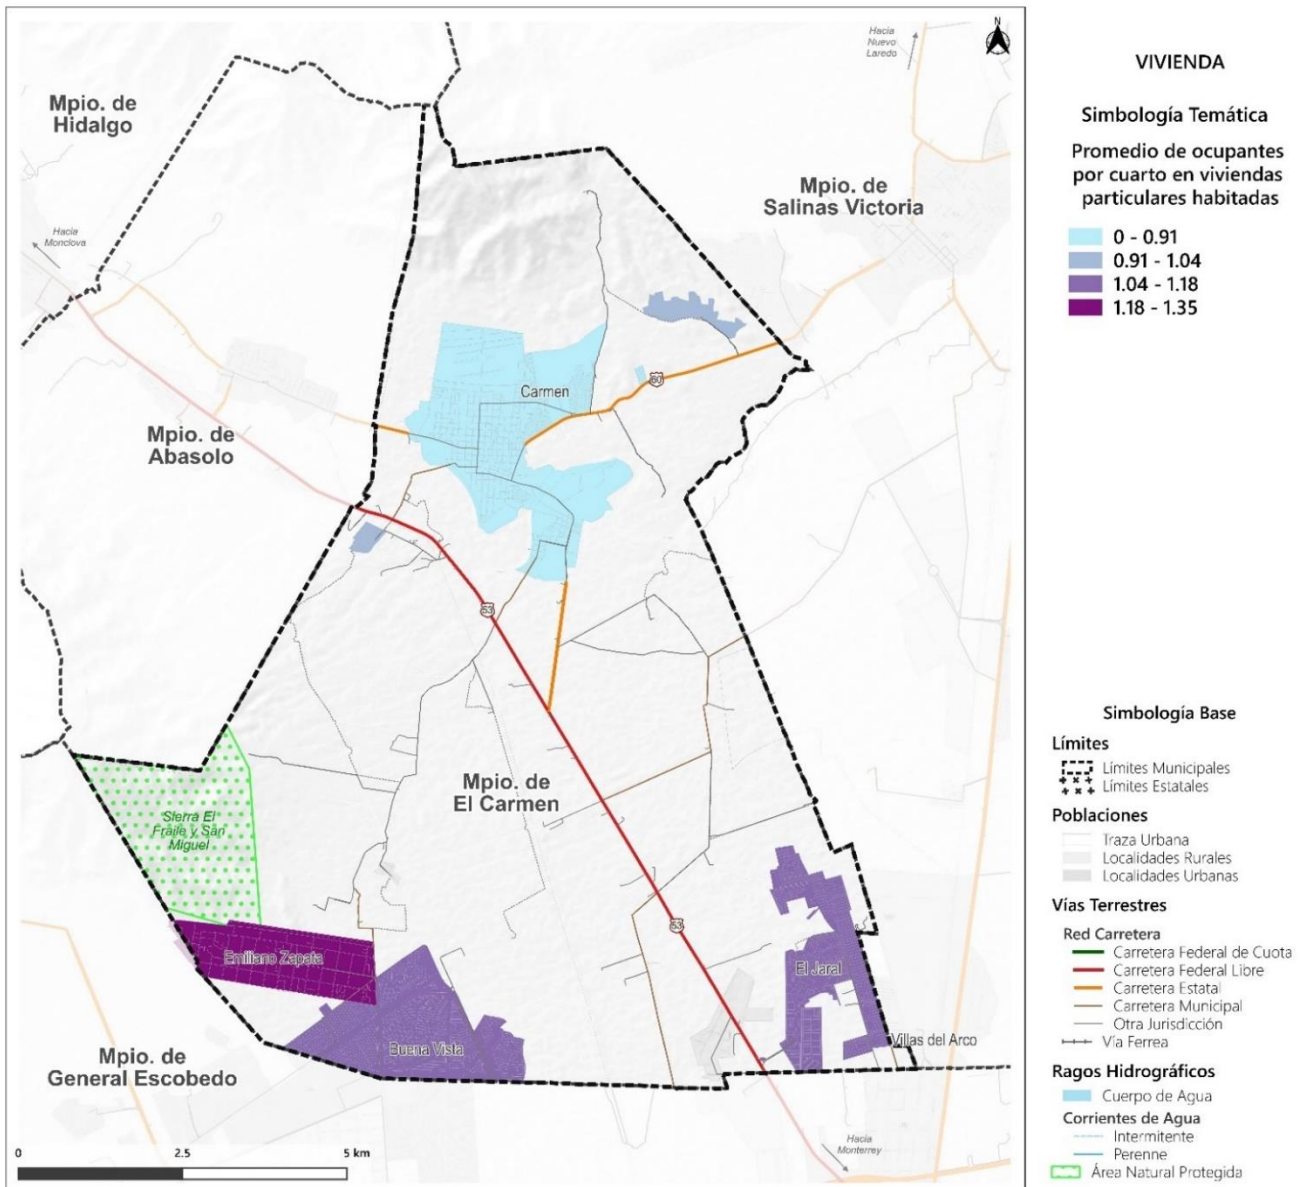 N
Hacia
Nuevo
Laredo
Mpio. de
Hidalgo
Mpio. de
Salinas Victoria
Hacia
Monclova
Carmen
60
Mpio. de
Abasolo
53
Mpio. de
El Carmen
Sierra El
Fraile y San
Miguel
53
Emiliano Zapata
El Jaral
Buena Vista
Villas del Arco
Mpio. de
General Escobedo
Hacia
Monterrey
0 2.5 5 km
VIVIENDA
Simbología Temática
Promedio de ocupantes
por cuarto en viviendas
particulares habitadas
0 - 0.91
0.91 - 1.04
1.04 - 1.18
1.18 - 1.35
Simbología Base
Límites
Límites Municipales
Límites Estatales
Poblaciones
Traza Urbana
Localidades Rurales
Localidades Urbanas
Vías Terrestres
Red Carretera
Carretera Federal de Cuota
Carretera Federal Libre
Carretera Estatal
Carretera Municipal
Otra Jurisdicción
Vía Ferrea
Ragos Hidrográficos
Cuerpo de Agua
Corrientes de Agua
Intermitente
Perenne
Área Natural Protegida